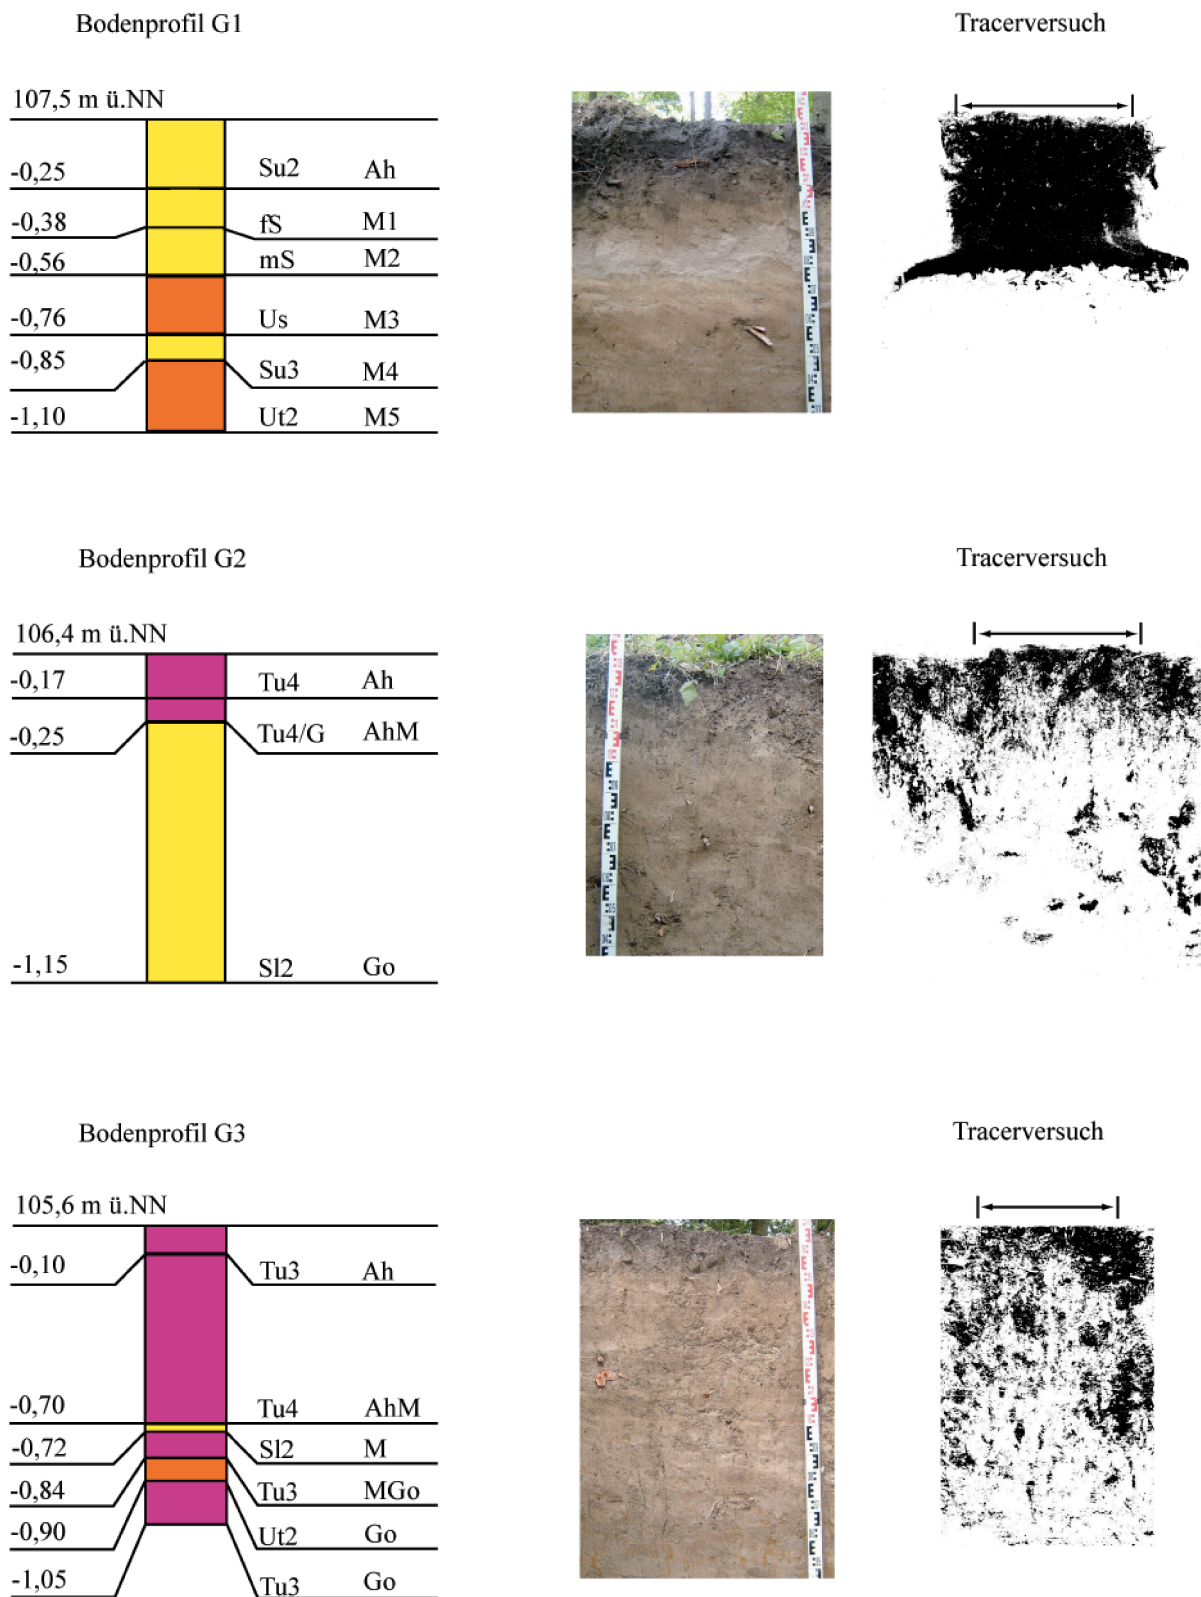 Bodenprofil G1 Tracerversuch
107,5 m ü.NN
-0,25 Su2 Ah
-0,38 fS M1
-0,56 mS M2
-0,76 Us M3
-0,85 Su3 M4
-1,10 Ut2 M5
Bodenprofil G2 Tracerversuch
106,4 m ü.NN
-0,17 Tu4 Ah
-0,25 Tu4/G AhM
-1,15 Sl2 Go
Bodenprofil G3 Tracerversuch
105,6 m ü.NN
-0,10 Tu3 Ah
-0,70 Tu4 AhM
-0,72 Sl2 M
-0,84 Tu3 MGo
-0,90 Ut2 Go
-1,05 Tu3 Go